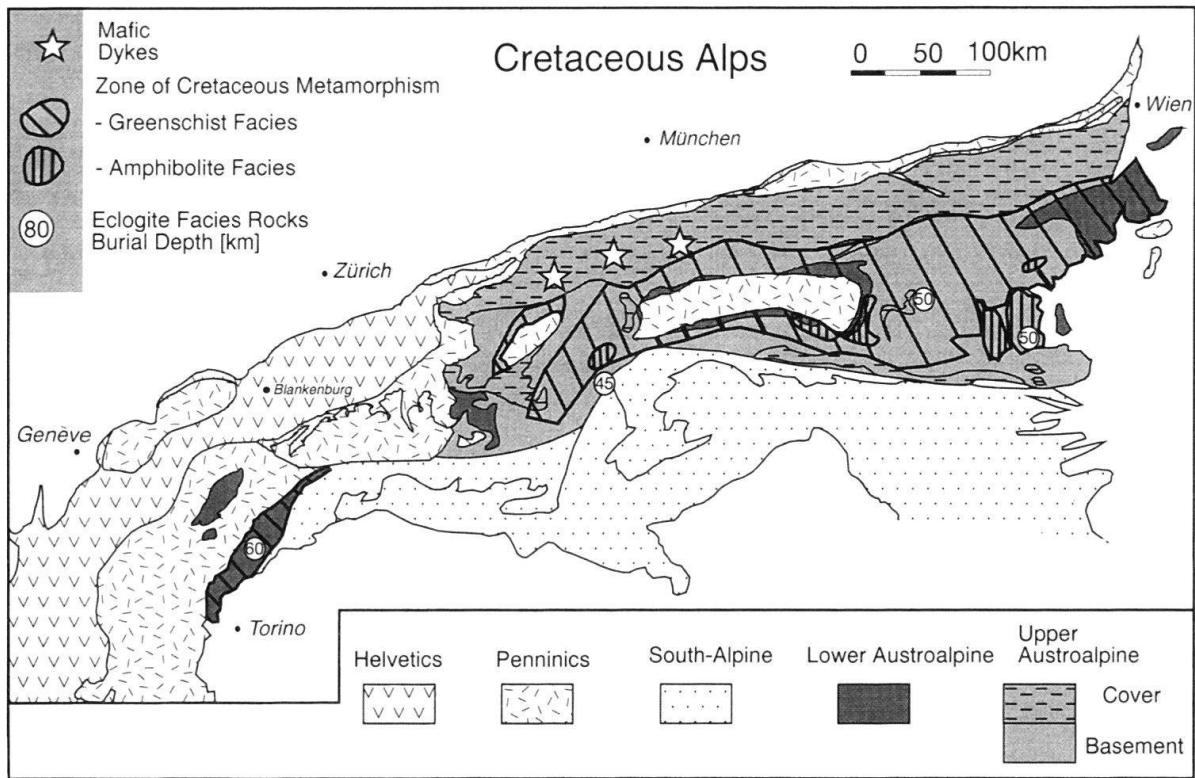 Mafic
Dykes
Zone of Cretaceous Metamorphism
- Greenschist Facies
- Amphibolite Facies
80
Eclogite Facies Rocks
Burial Depth [km]
Cretaceous Alps
0 50 100km
Wien
München
Zürich
50
50
45
Blankenburg
Genève
60
Torino
Helvetics
Penninics
South-Alpine
Lower Austroalpine
Upper
Austroalpine
Cover
Basement